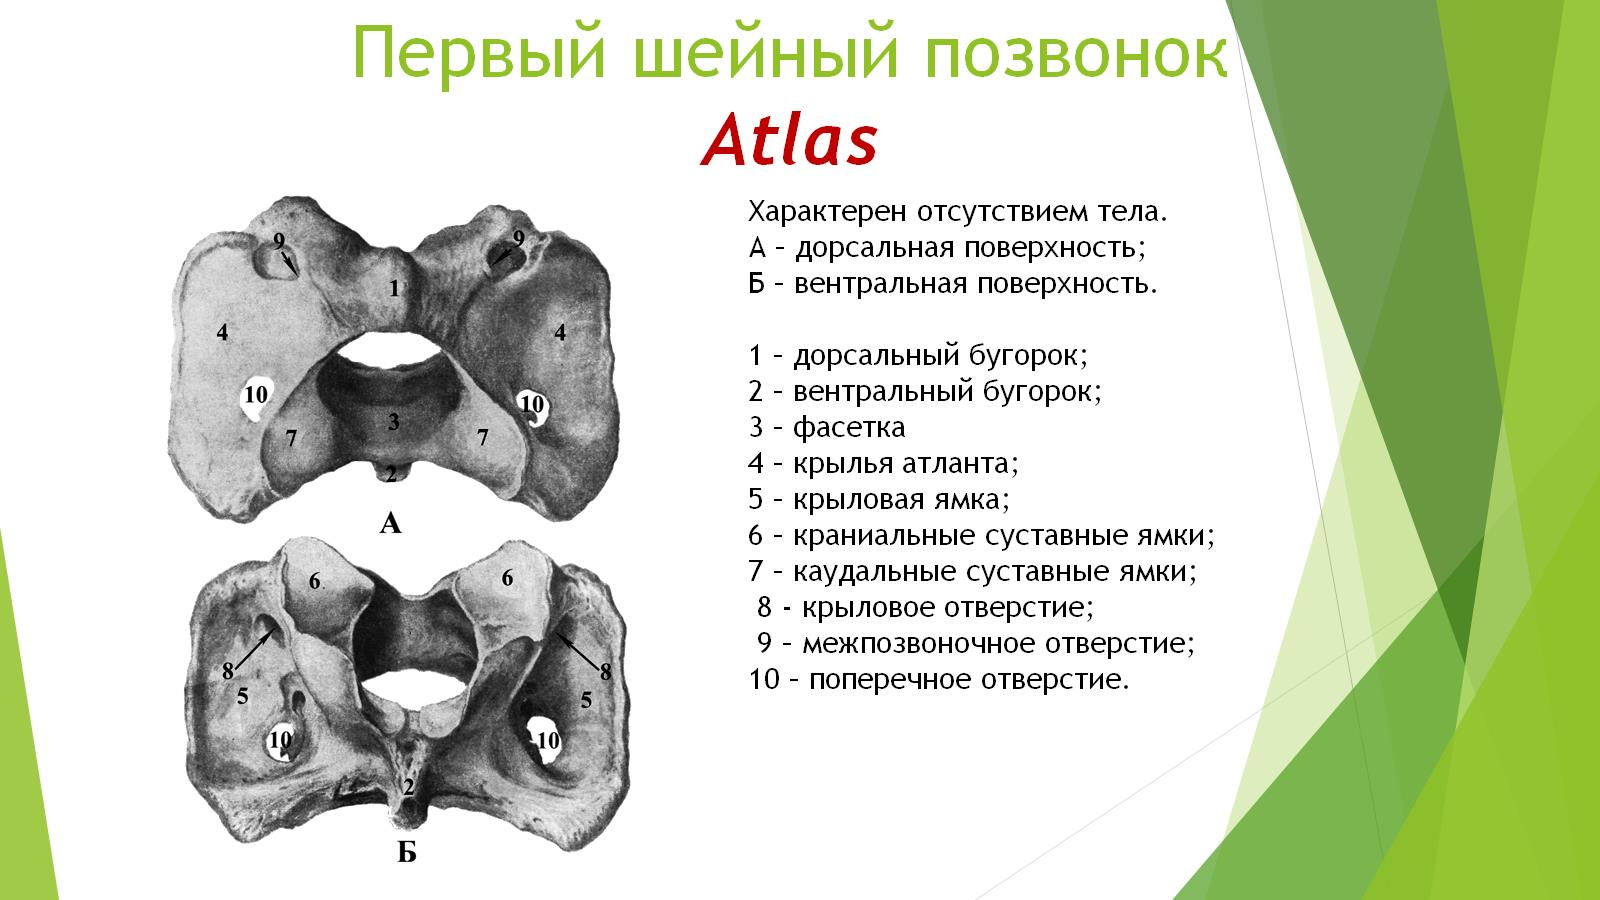 Первый шейный позвонок
Atlas
Характерен отсутствием тела.
А – дорсальная поверхность;
Б – вентральная поверхность.
1 – дорсальный бугорок;
2 – вентральный бугорок;
3 – фасетка
4 – крылья атланта;
5 – крыловая ямка;
6 – краниальные суставные ямки;
7 – каудальные суставные ямки;
8 - крыловое отверстие;
9 – межпозвоночное отверстие;
10 – поперечное отверстие.
9 9
1
4 4
10 10
3
7 7
2
А
6 6
8 8
5 5
10 10
2
Б